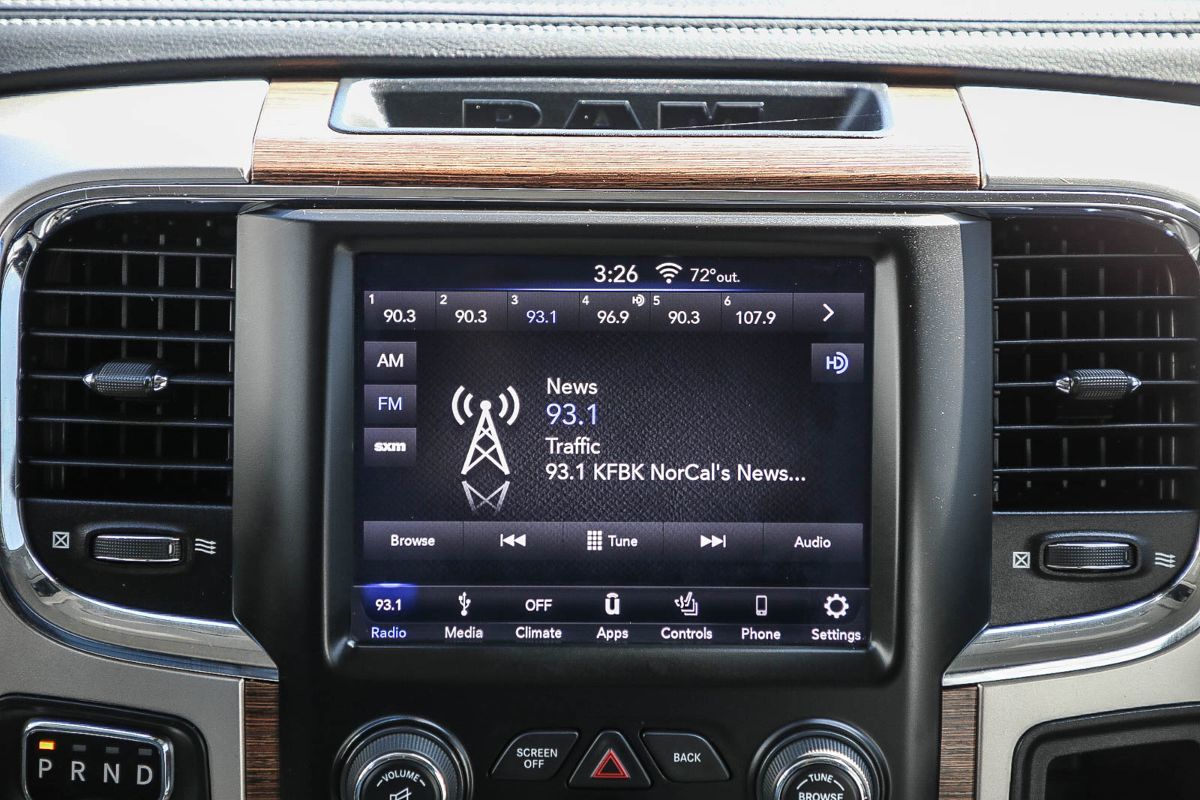 RAM
3:26 72° out.
1 90.3 2 90.3 3 93.1 4 96.9 HD 5 90.3 6 107.9 >
AM
HD
FM
News
93.1
sxm
Traffic
93.1 KFBK NorCal's News...
Browse Tune Audio
93.1 OFF û
Radio Media Climate Apps Controls Phone Settings
P R N D
VOLUME
SCREEN
OFF
BACK
TUNE
BROWSE